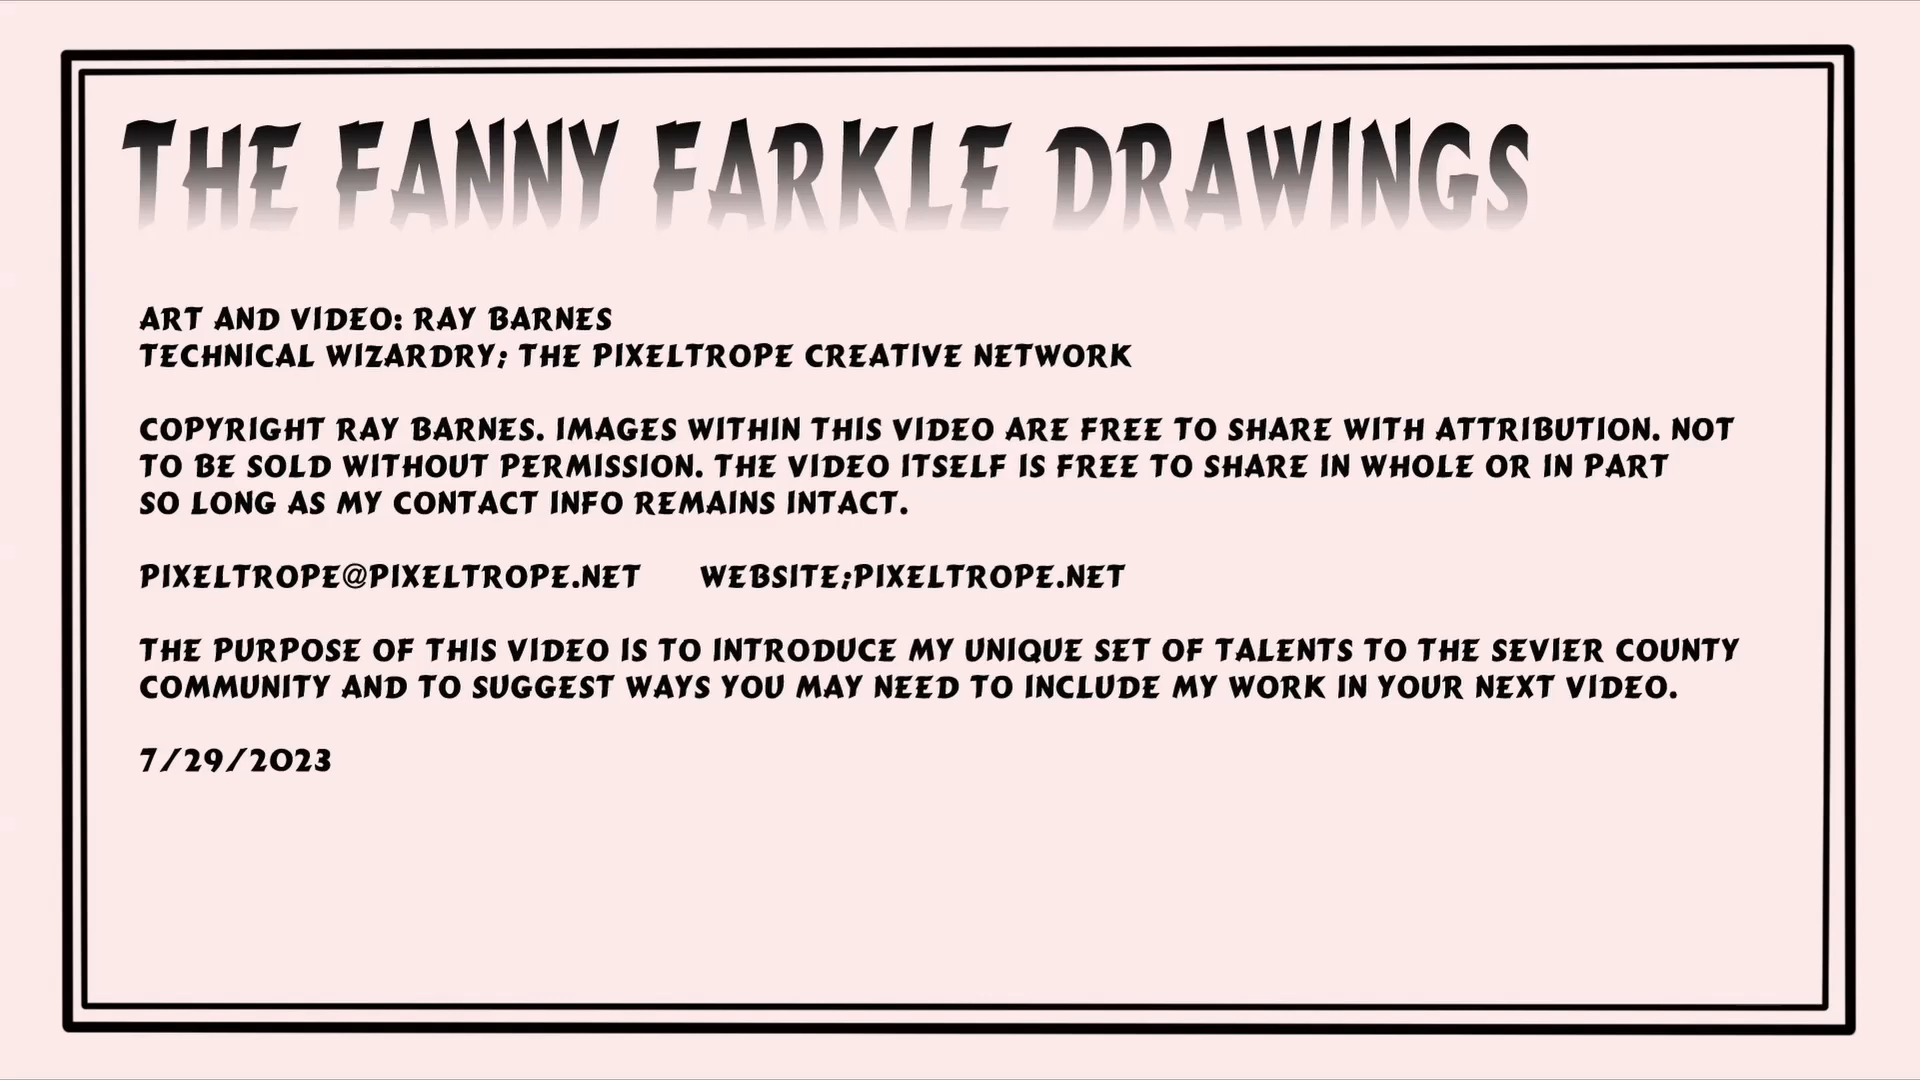 THE FANNY FARKLE DRAWINGS
ART AND VIDEO: RAY BARNES
TECHNICAL WIZARDRY; THE PIXELTROPE CREATIVE NETWORK
COPYRIGHT RAY BARNES. IMAGES WITHIN THIS VIDEO ARE FREE TO SHARE WITH ATTRIBUTION. NOT
TO BE SOLD WITHOUT PERMISSION. THE VIDEO ITSELF IS FREE TO SHARE IN WHOLE OR IN PART
SO LONG AS MY CONTACT INFO REMAINS INTACT.
PIXELTROPE@PIXELTROPE.NET WEBSITE;PIXELTROPE.NET
THE PURPOSE OF THIS VIDEO IS TO INTRODUCE MY UNIQUE SET OF TALENTS TO THE SEVIER COUNTY
COMMUNITY AND TO SUGGEST WAYS YOU MAY NEED TO INCLUDE MY WORK IN YOUR NEXT VIDEO.
7/29/2023